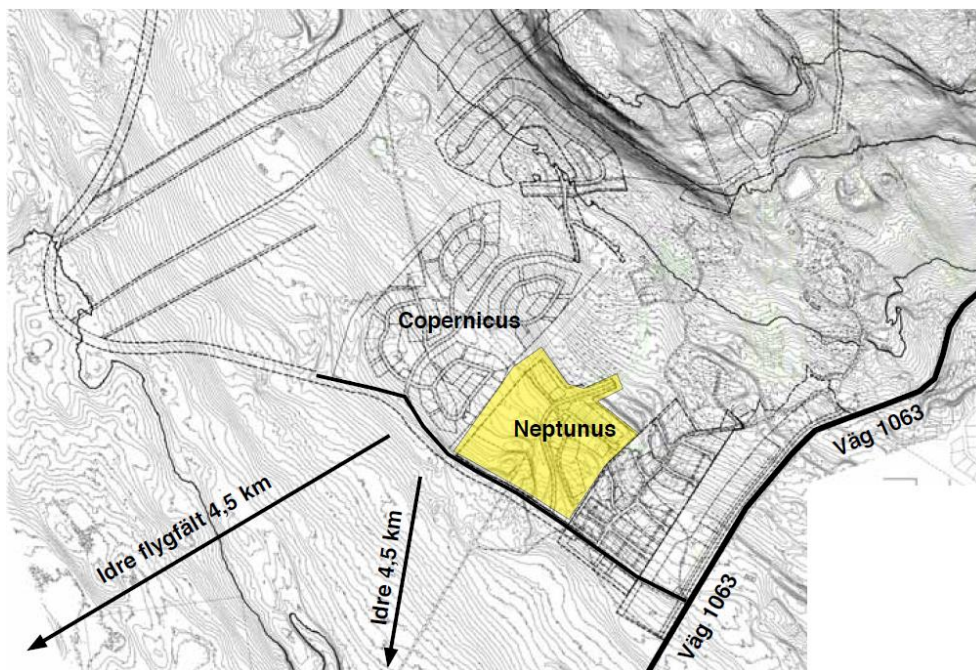 Copernicus
Neptunus
Väg 1063
Idre flygfält 4,5 km
Idre 4,5 km
Väg 1063